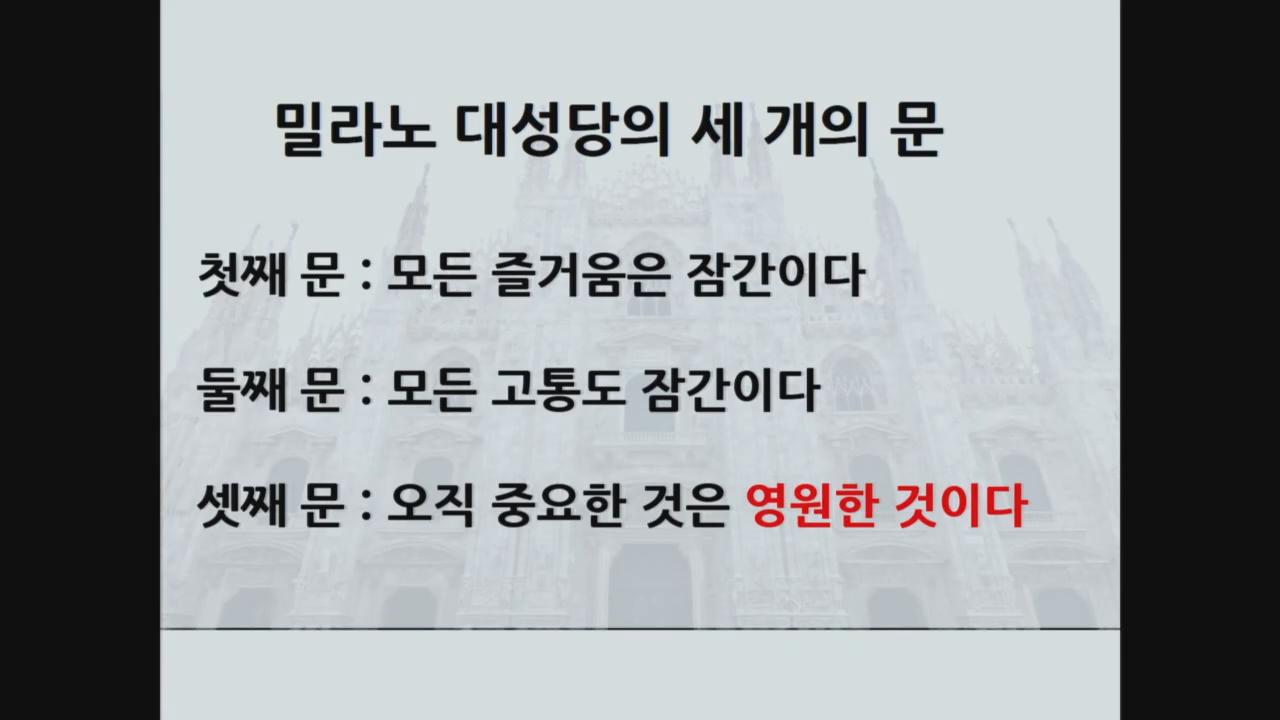 밀라노 대성당의 세 개의 문
첫째 문 : 모든 즐거움은 잠간이다
둘째 문 : 모든 고통도 잠간이다
셋째 문 : 오직 중요한 것은 영원한 것이다